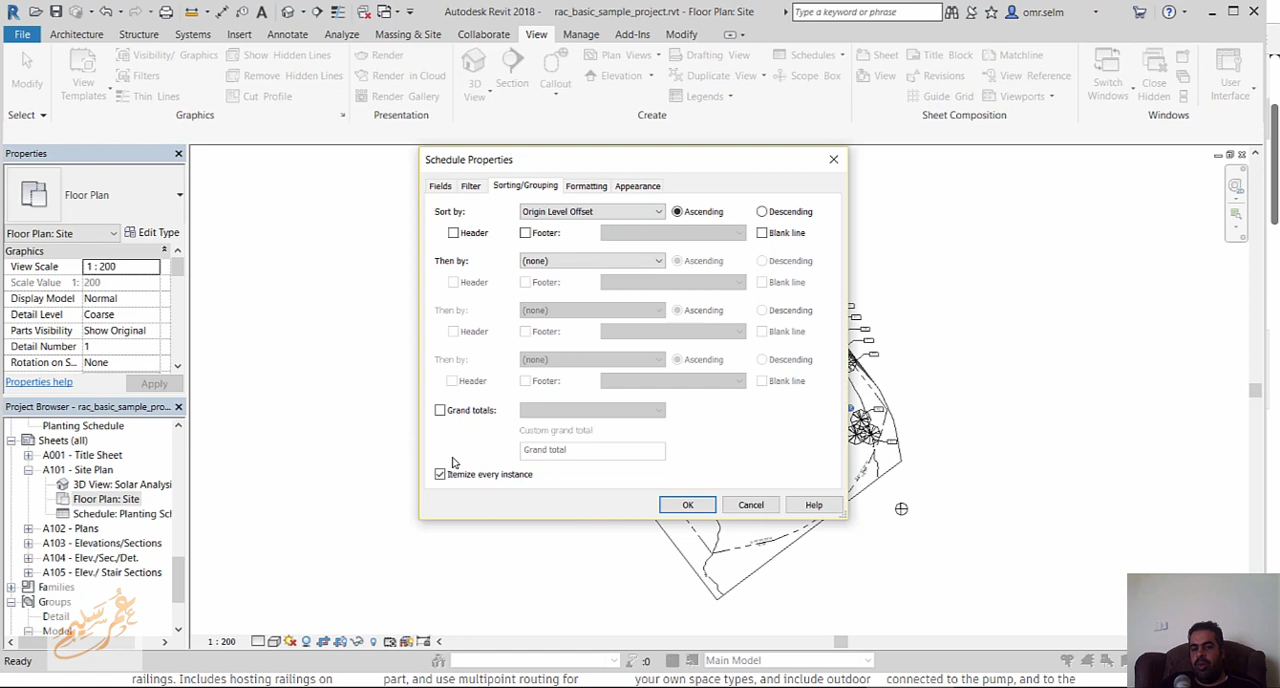 Autodesk Revit 2018 - rac_basic_sample_project.rvt - Floor Plan: Site
Type a keyword or phrase
omr.selm
File Architecture Structure Systems Insert Annotate Analyze Massing & Site Collaborate View Manage Add-Ins Modify
Modify
View Templates
Visibility/ Graphics
Filters
Thin Lines
Show Hidden Lines
Remove Hidden Lines
Cut Profile
Render
Render in Cloud
Render Gallery
3D View
Section
Callout
Plan Views
Elevation
Drafting View
Duplicate View
Legends
Schedules
Scope Box
Sheet
View
Title Block
Revisions
Guide Grid
Matchline
View Reference
Viewports
Switch Windows
Close Hidden
User Interface
Select
Graphics
Presentation
Create
Sheet Composition
Windows
Properties
Floor Plan
Floor Plan: Site
Edit Type
Graphics
View Scale 1 : 200
Scale Value 1: 200
Display Model Normal
Detail Level Coarse
Parts Visibility Show Original
Detail Number 1
Rotation on S... None
Properties help
Apply
Project Browser - rac_basic_sample_pro...
Planting Schedule
Sheets (all)
A001 - Title Sheet
A101 - Site Plan
3D View: Solar Analysi
Floor Plan: Site
Schedule: Planting Sch
A102 - Plans
A103 - Elevations/Sections
A104 - Elev./Sec./Det.
A105 - Elev./ Stair Sections
Families
Groups
Detail
Model
عمر سليم
Schedule Properties
Fields Filter Sorting/Grouping Formatting Appearance
Sort by: Origin Level Offset Ascending Descending
Header Footer: Blank line
Then by: (none) Ascending Descending
Header Footer: Blank line
Then by: (none) Ascending Descending
Header Footer: Blank line
Then by: (none) Ascending Descending
Header Footer: Blank line
Grand totals:
Custom grand total
Grand total
Itemize every instance
OK Cancel Help
1 : 200
Ready
:0
Main Model
railings. Includes hosting railings on
part, and use multipoint routing for
your own space types, and include outdoor
connected to the pump, and to the